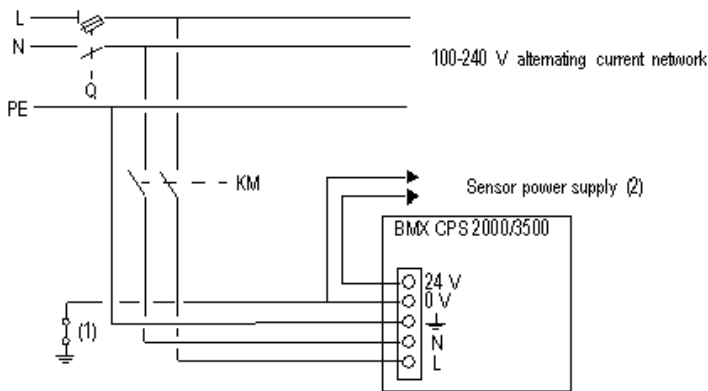 L
N
100-240 V alternating current network
Q
PE
KM
Sensor power supply (2)
BMX CPS 2000/3500
24 V
0 V
(1)
N
L